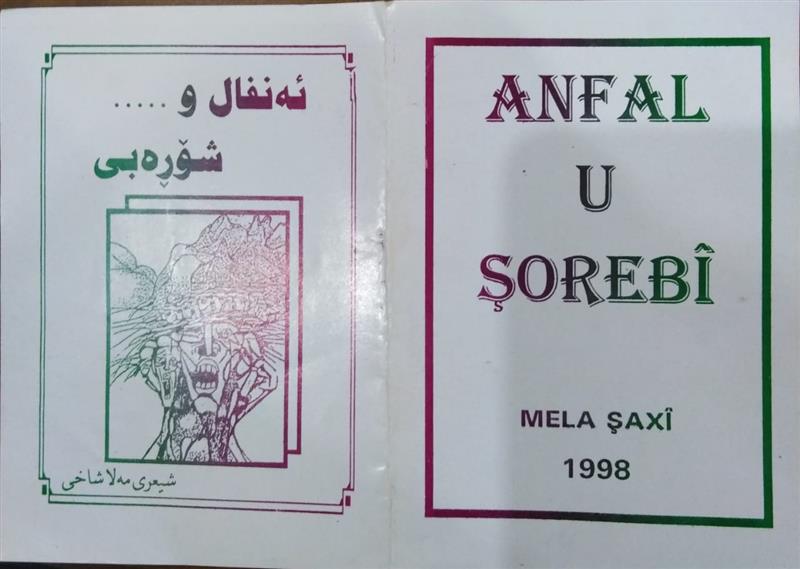 ئەنفال و .....
شۆڕەبی
شیعری مەلا شاخی
ANFAL
U
ŞOREBÎ
MELA ŞAXÎ
1998